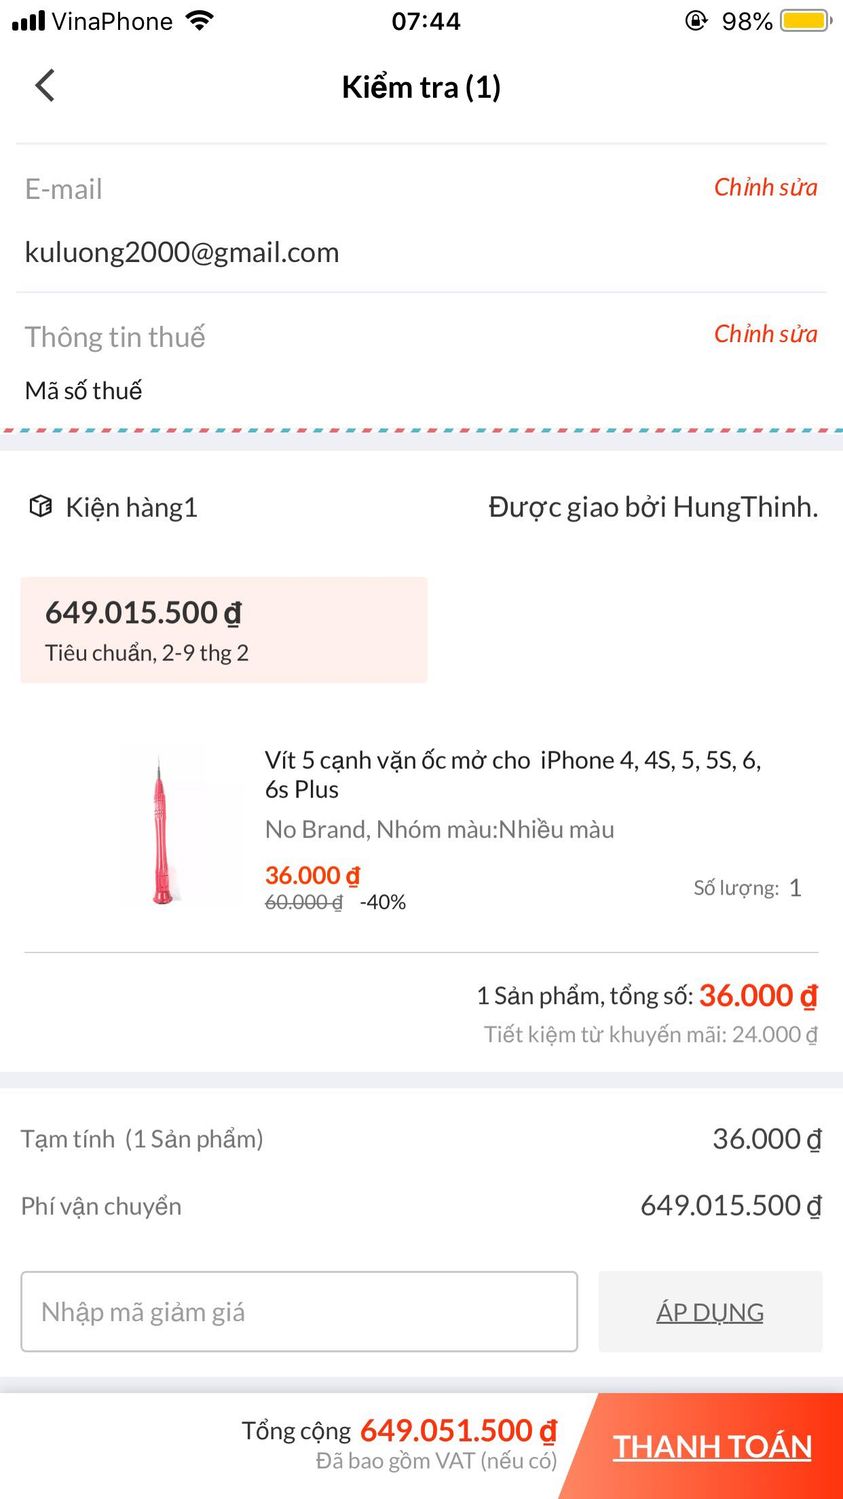 VinaPhone 07:44 98%
Kiểm tra (1)
E-mail Chỉnh sửa
kuluong2000@gmail.com
Thông tin thuế Chỉnh sửa
Mã số thuế
Kiện hàng1 Được giao bởi HungThinh.
649.015.500 ₫
Tiêu chuẩn, 2-9 thg 2
Vít 5 cạnh vặn ốc mở cho iPhone 4, 4S, 5, 5S, 6,
6s Plus
No Brand, Nhóm màu:Nhiều màu
36.000 ₫
60.000 ₫ -40% Số lượng: 1
1 Sản phẩm, tổng số: 36.000 ₫
Tiết kiệm từ khuyến mãi: 24.000 ₫
Tạm tính (1 Sản phẩm) 36.000 ₫
Phí vận chuyển 649.015.500 ₫
Nhập mã giảm giá ÁP DỤNG
Tổng cộng 649.051.500 ₫ THANH TOÁN
Đã bao gồm VAT (nếu có)